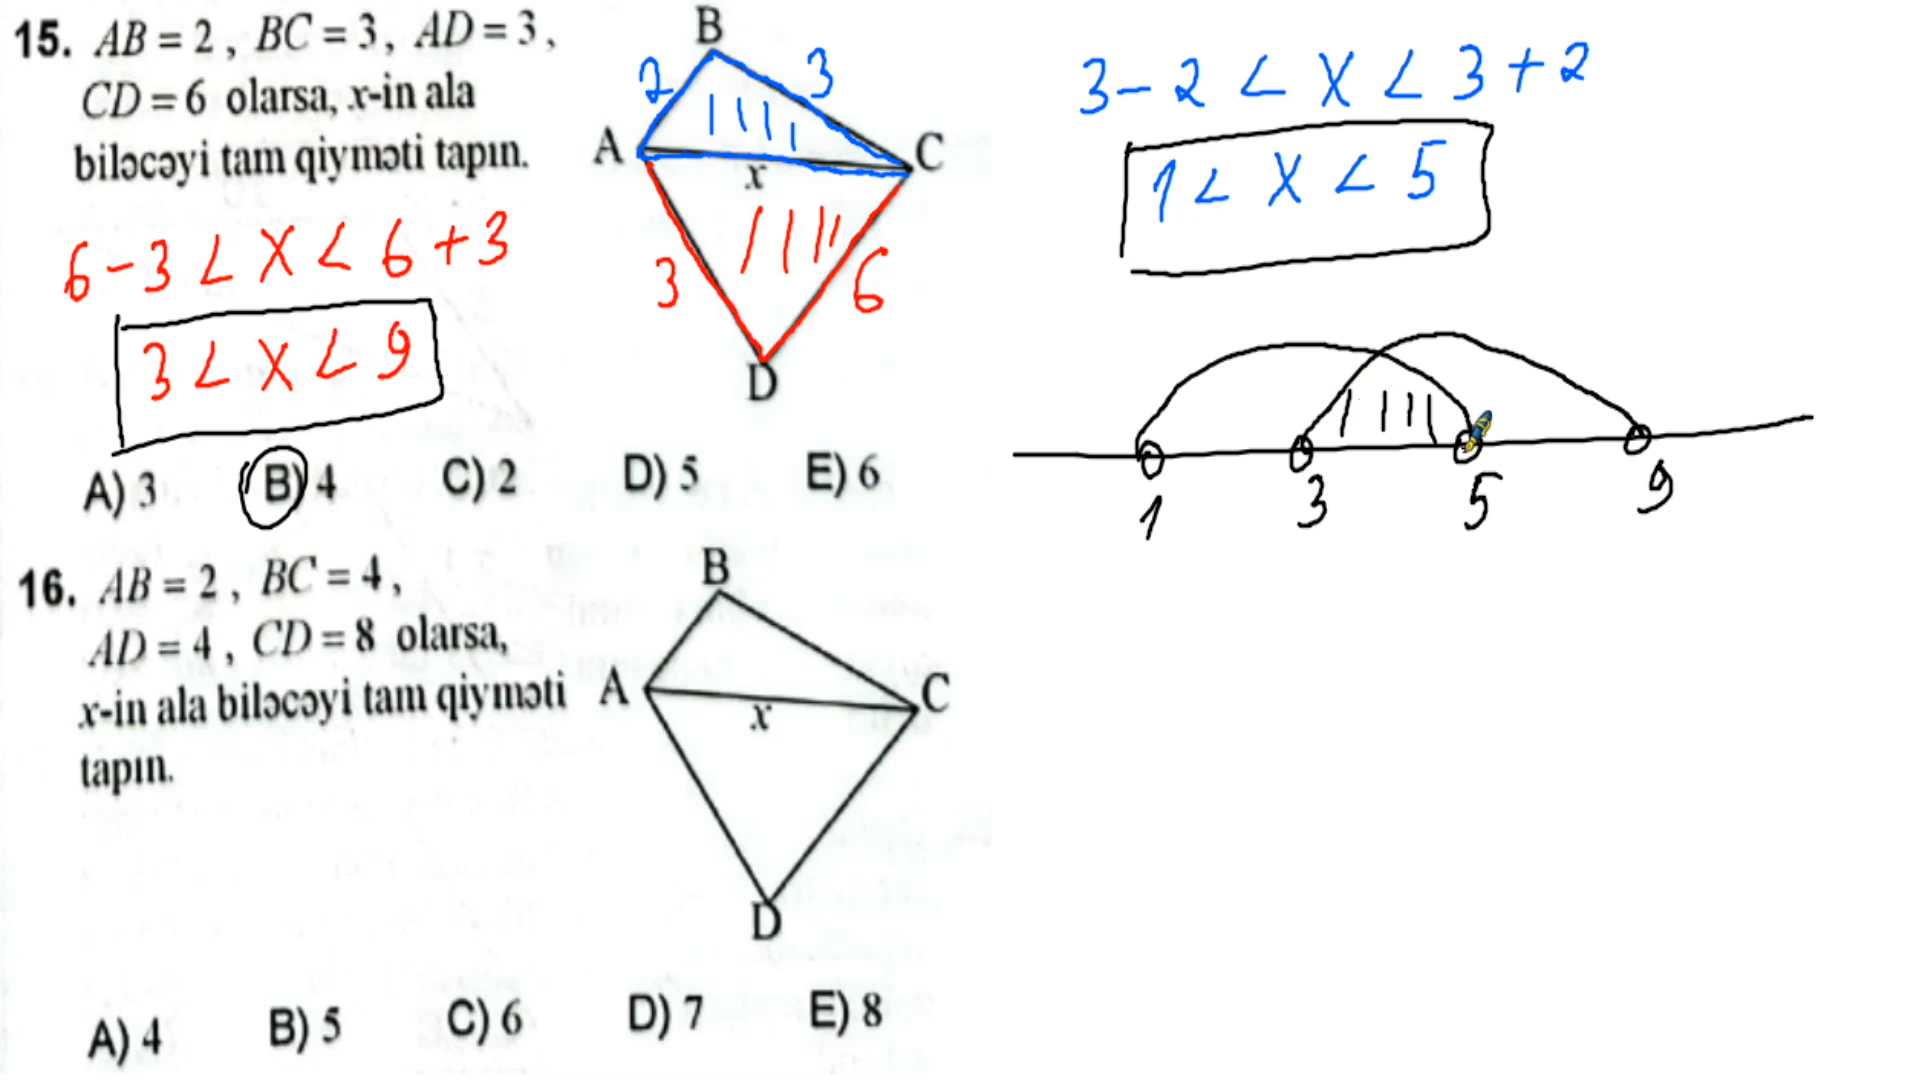 15. AB = 2, BC = 3, AD = 3,
CD = 6 olarsa, x-in ala
biləcəyi tam qiyməti tapın.
6-3 < x < 6+3
3 < x < 9
B
2
3
A
C
x
3
6
D
3-2 < x < 3+2
1 < x < 5
1 3 5 9
A) 3 B) 4 C) 2 D) 5 E) 6
16. AB = 2, BC = 4,
AD = 4, CD = 8 olarsa,
x-in ala biləcəyi tam qiyməti
tapın.
B
A
C
x
D
A) 4 B) 5 C) 6 D) 7 E) 8